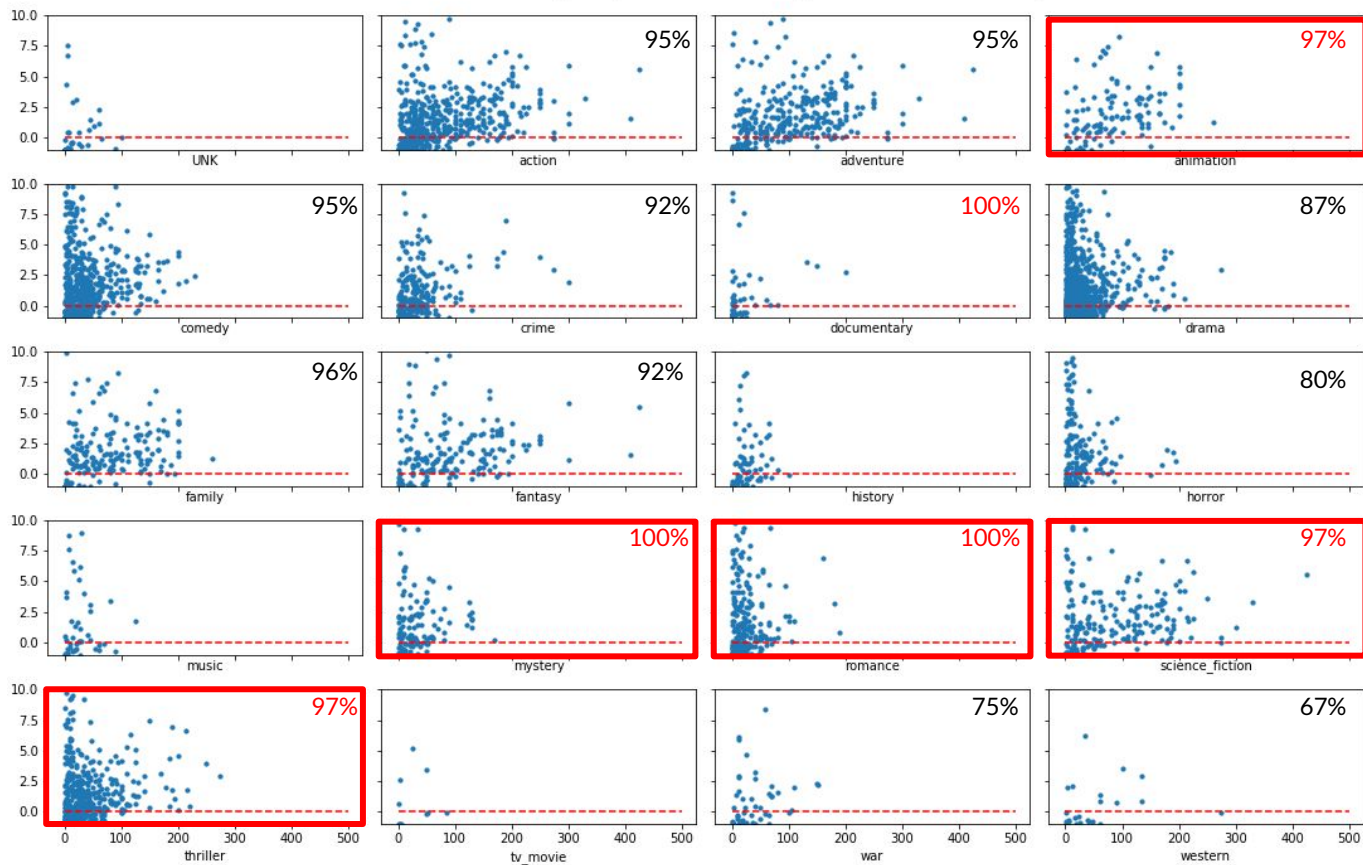 10.0 95% 95% 97%
7.5
5.0
2.5
0.0
UNK action adventure animation
10.0 95% 92% 100% 87%
7.5
5.0
2.5
0.0
comedy crime documentary drama
10.0 96% 92% 80%
7.5
5.0
2.5
0.0
family fantasy history horror
10.0 100% 100% 97%
7.5
5.0
2.5
0.0
music mystery romance science_fiction
10.0 97% 75% 67%
7.5
5.0
2.5
0.0
0 100 200 300 400 500 0 100 200 300 400 500 0 100 200 300 400 500 0 100 200 300 400 500
thriller tv_movie war western